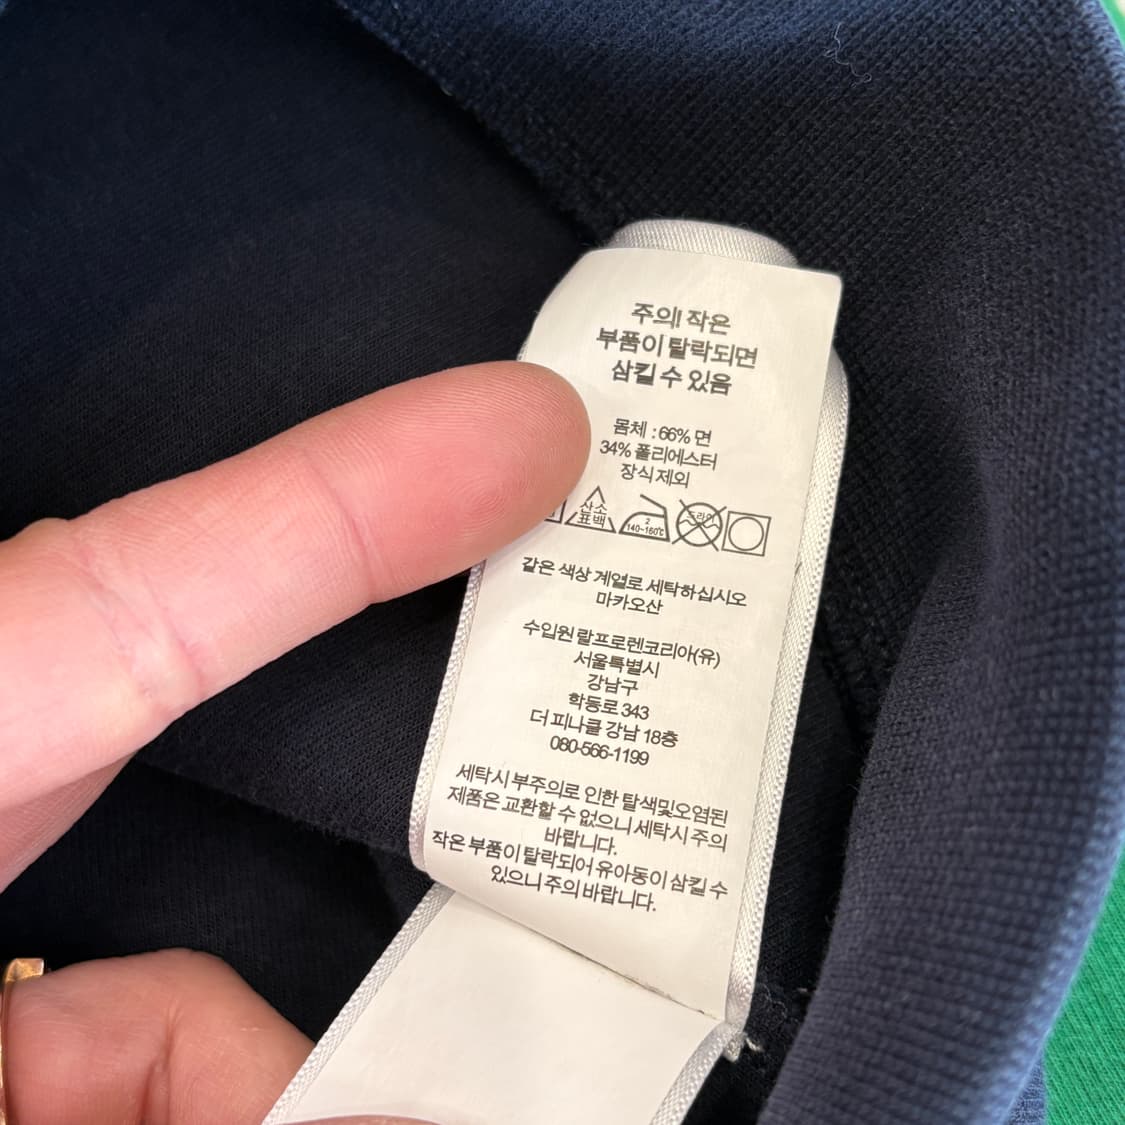 주의! 작은
부품이 탈락되면
삼킬 수 있음
몸체 : 66% 면
34% 폴리에스터
장식 제외
산소
표백
2
140~160℃
드라이
같은 색상 계열로 세탁하십시오
마카오산
수입원 랄프로렌코리아(유)
서울특별시
강남구
학동로 343
더 피나클 강남 18층
080-566-1199
세탁시 부주의로 인한 탈색및오염된
제품은 교환할 수 없으니 세탁시 주의
바랍니다.
작은 부품이 탈락되어 유아동이 삼킬 수
있으니 주의 바랍니다.